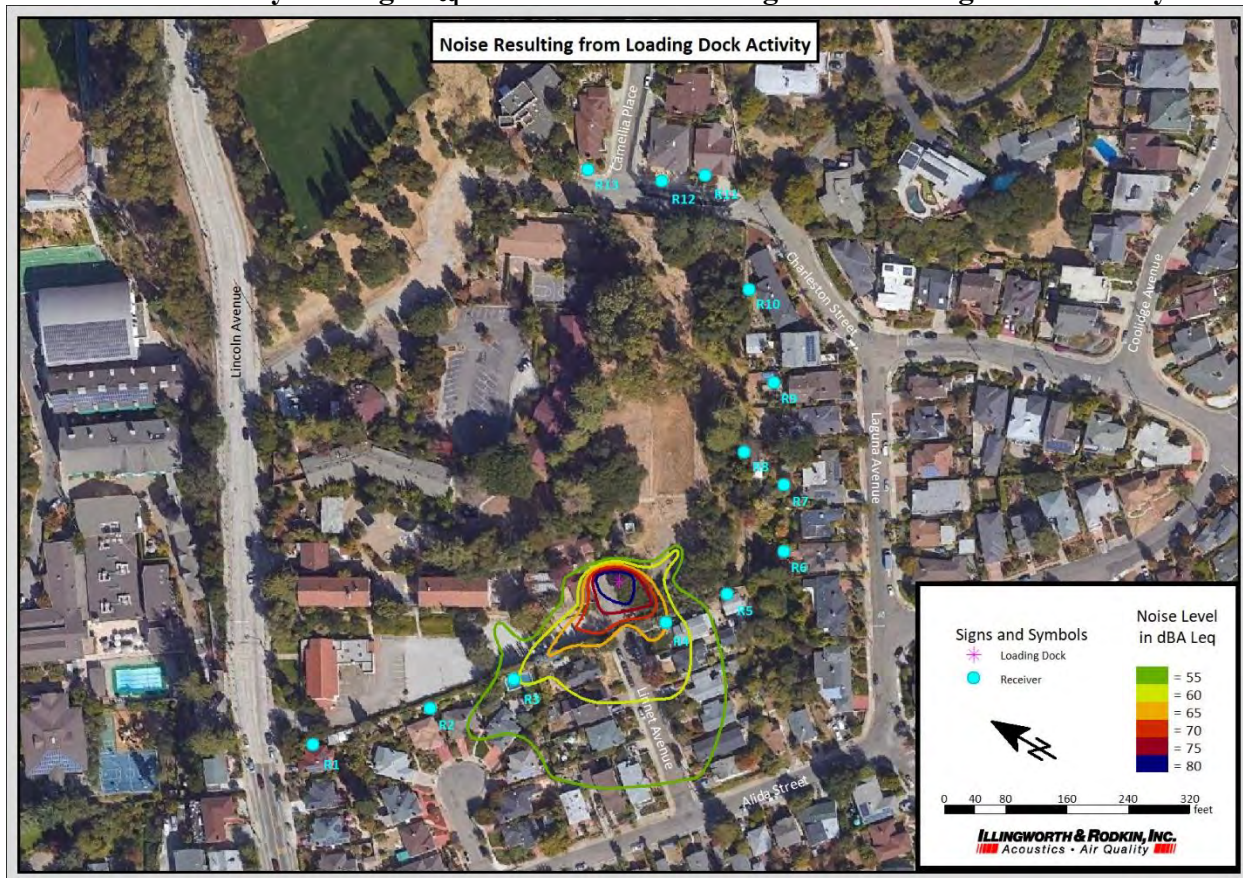 Noise Resulting from Loading Dock Activity
Camellia Place
R13
R12
R11
Charleston Street
R10
Coolidge Avenue
Lincoln Avenue
R9
Laguna Avenue
R8
R7
R6
R5
R4
R3
R2
R1
Linnet Avenue
Alida Street
Signs and Symbols
Loading Dock
Receiver
Noise Level
in dBA Leq
= 55
= 60
= 65
= 70
= 75
= 80
0 40 80 160 240 320
feet
ILLINGWORTH & RODKIN, INC.
Acoustics • Air Quality